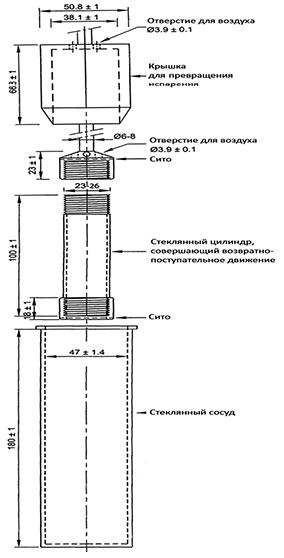 50.8 ± 1
38.1 ± 1
Отверстие для воздуха
Ø3.9 ± 0.1
Крышка
для превращения
испарения
66.8 ± 1
Ø6-8
Отверстие для воздуха
Ø3.9 ± 0.1
Сито
23 ± 1
23-26
Стеклянный цилиндр,
совершающий возвратно-
поступательное движение
100 ± 1
18 ± 1
Сито
47 ± 1.4
Стеклянный сосуд
180 ± 1